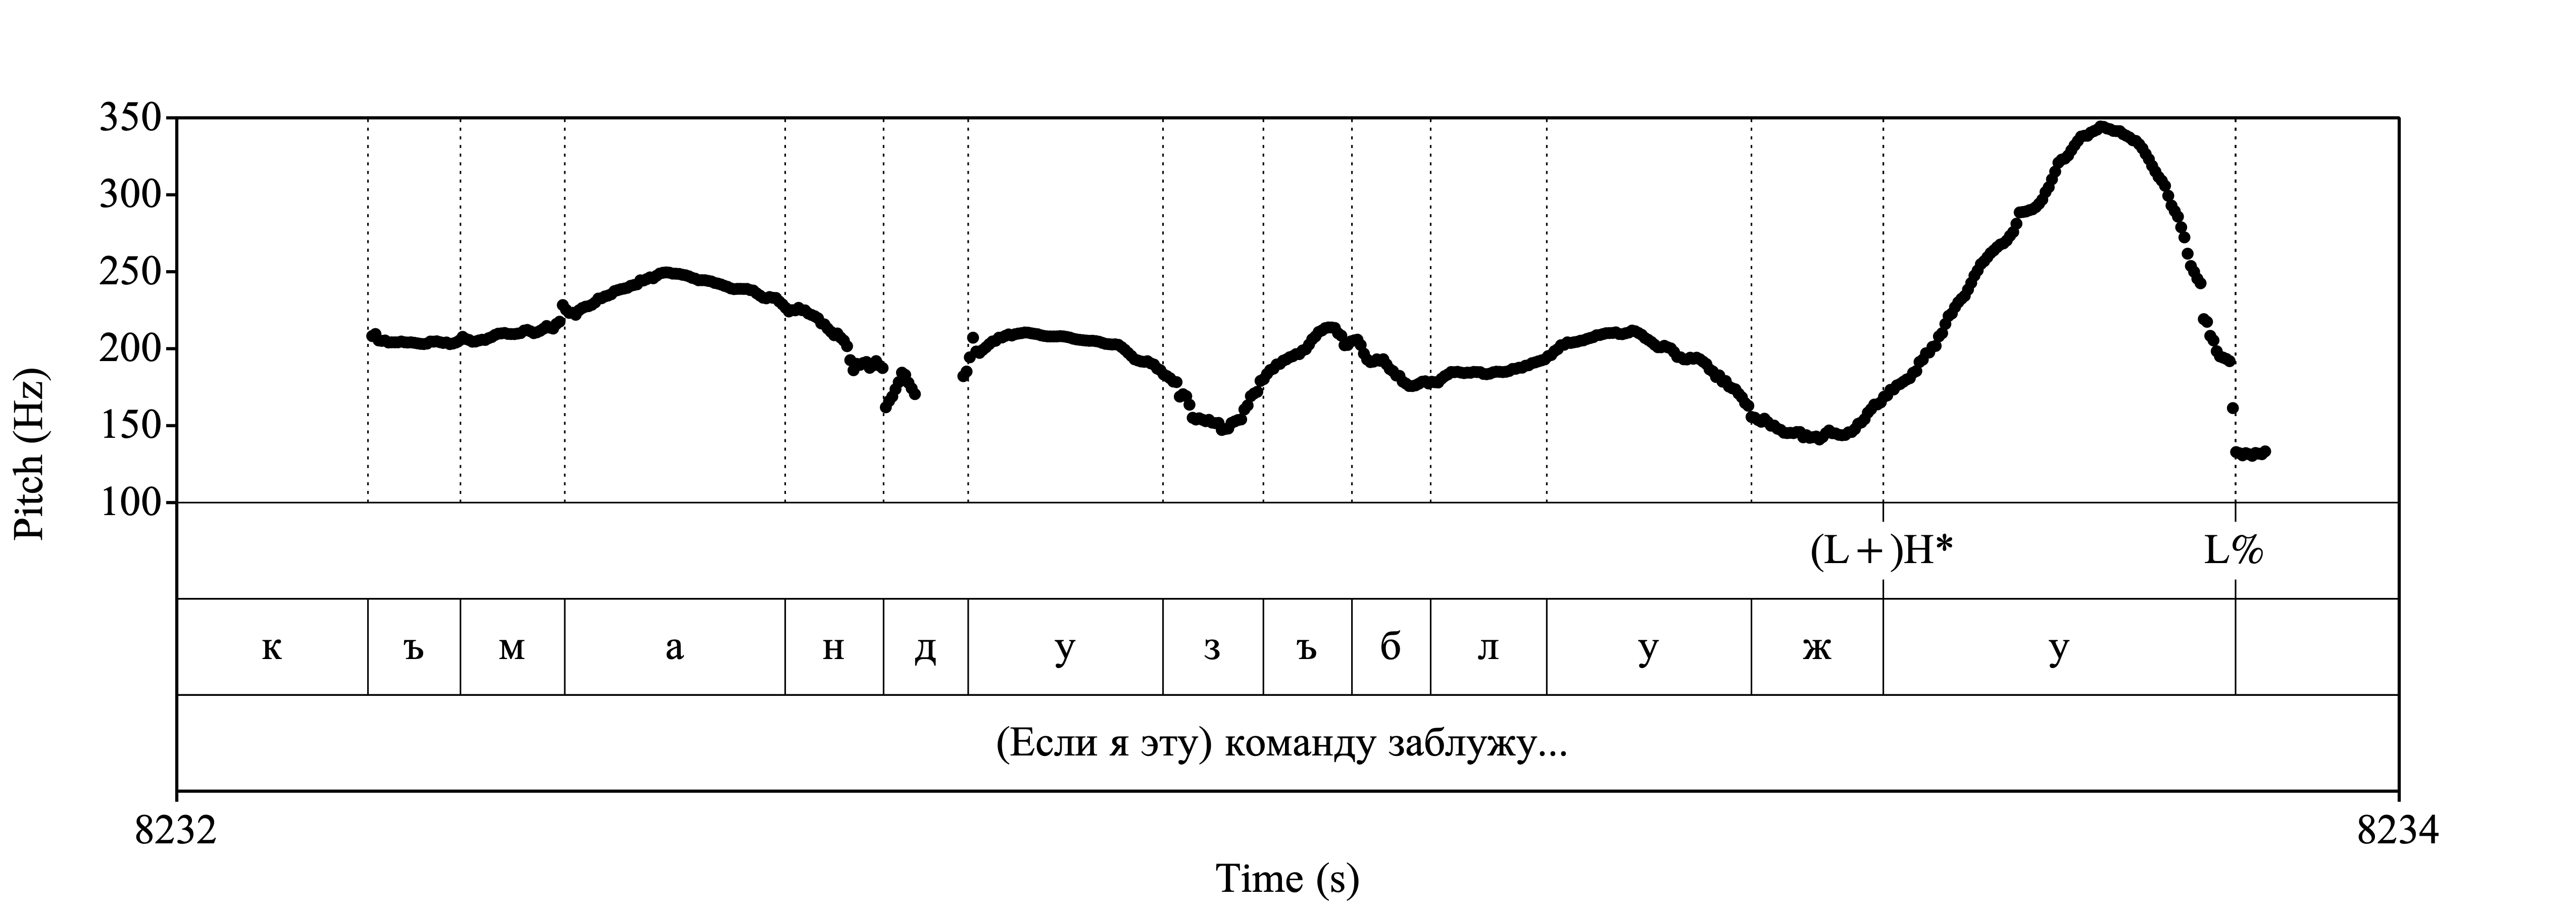 350
300
250
200
150
100
Pitch (Hz)
(L+)H* L%
к ъ м а н д у з ъ б л у ж у
(Если я эту) команду заблужу...
8232 8234
Time (s)